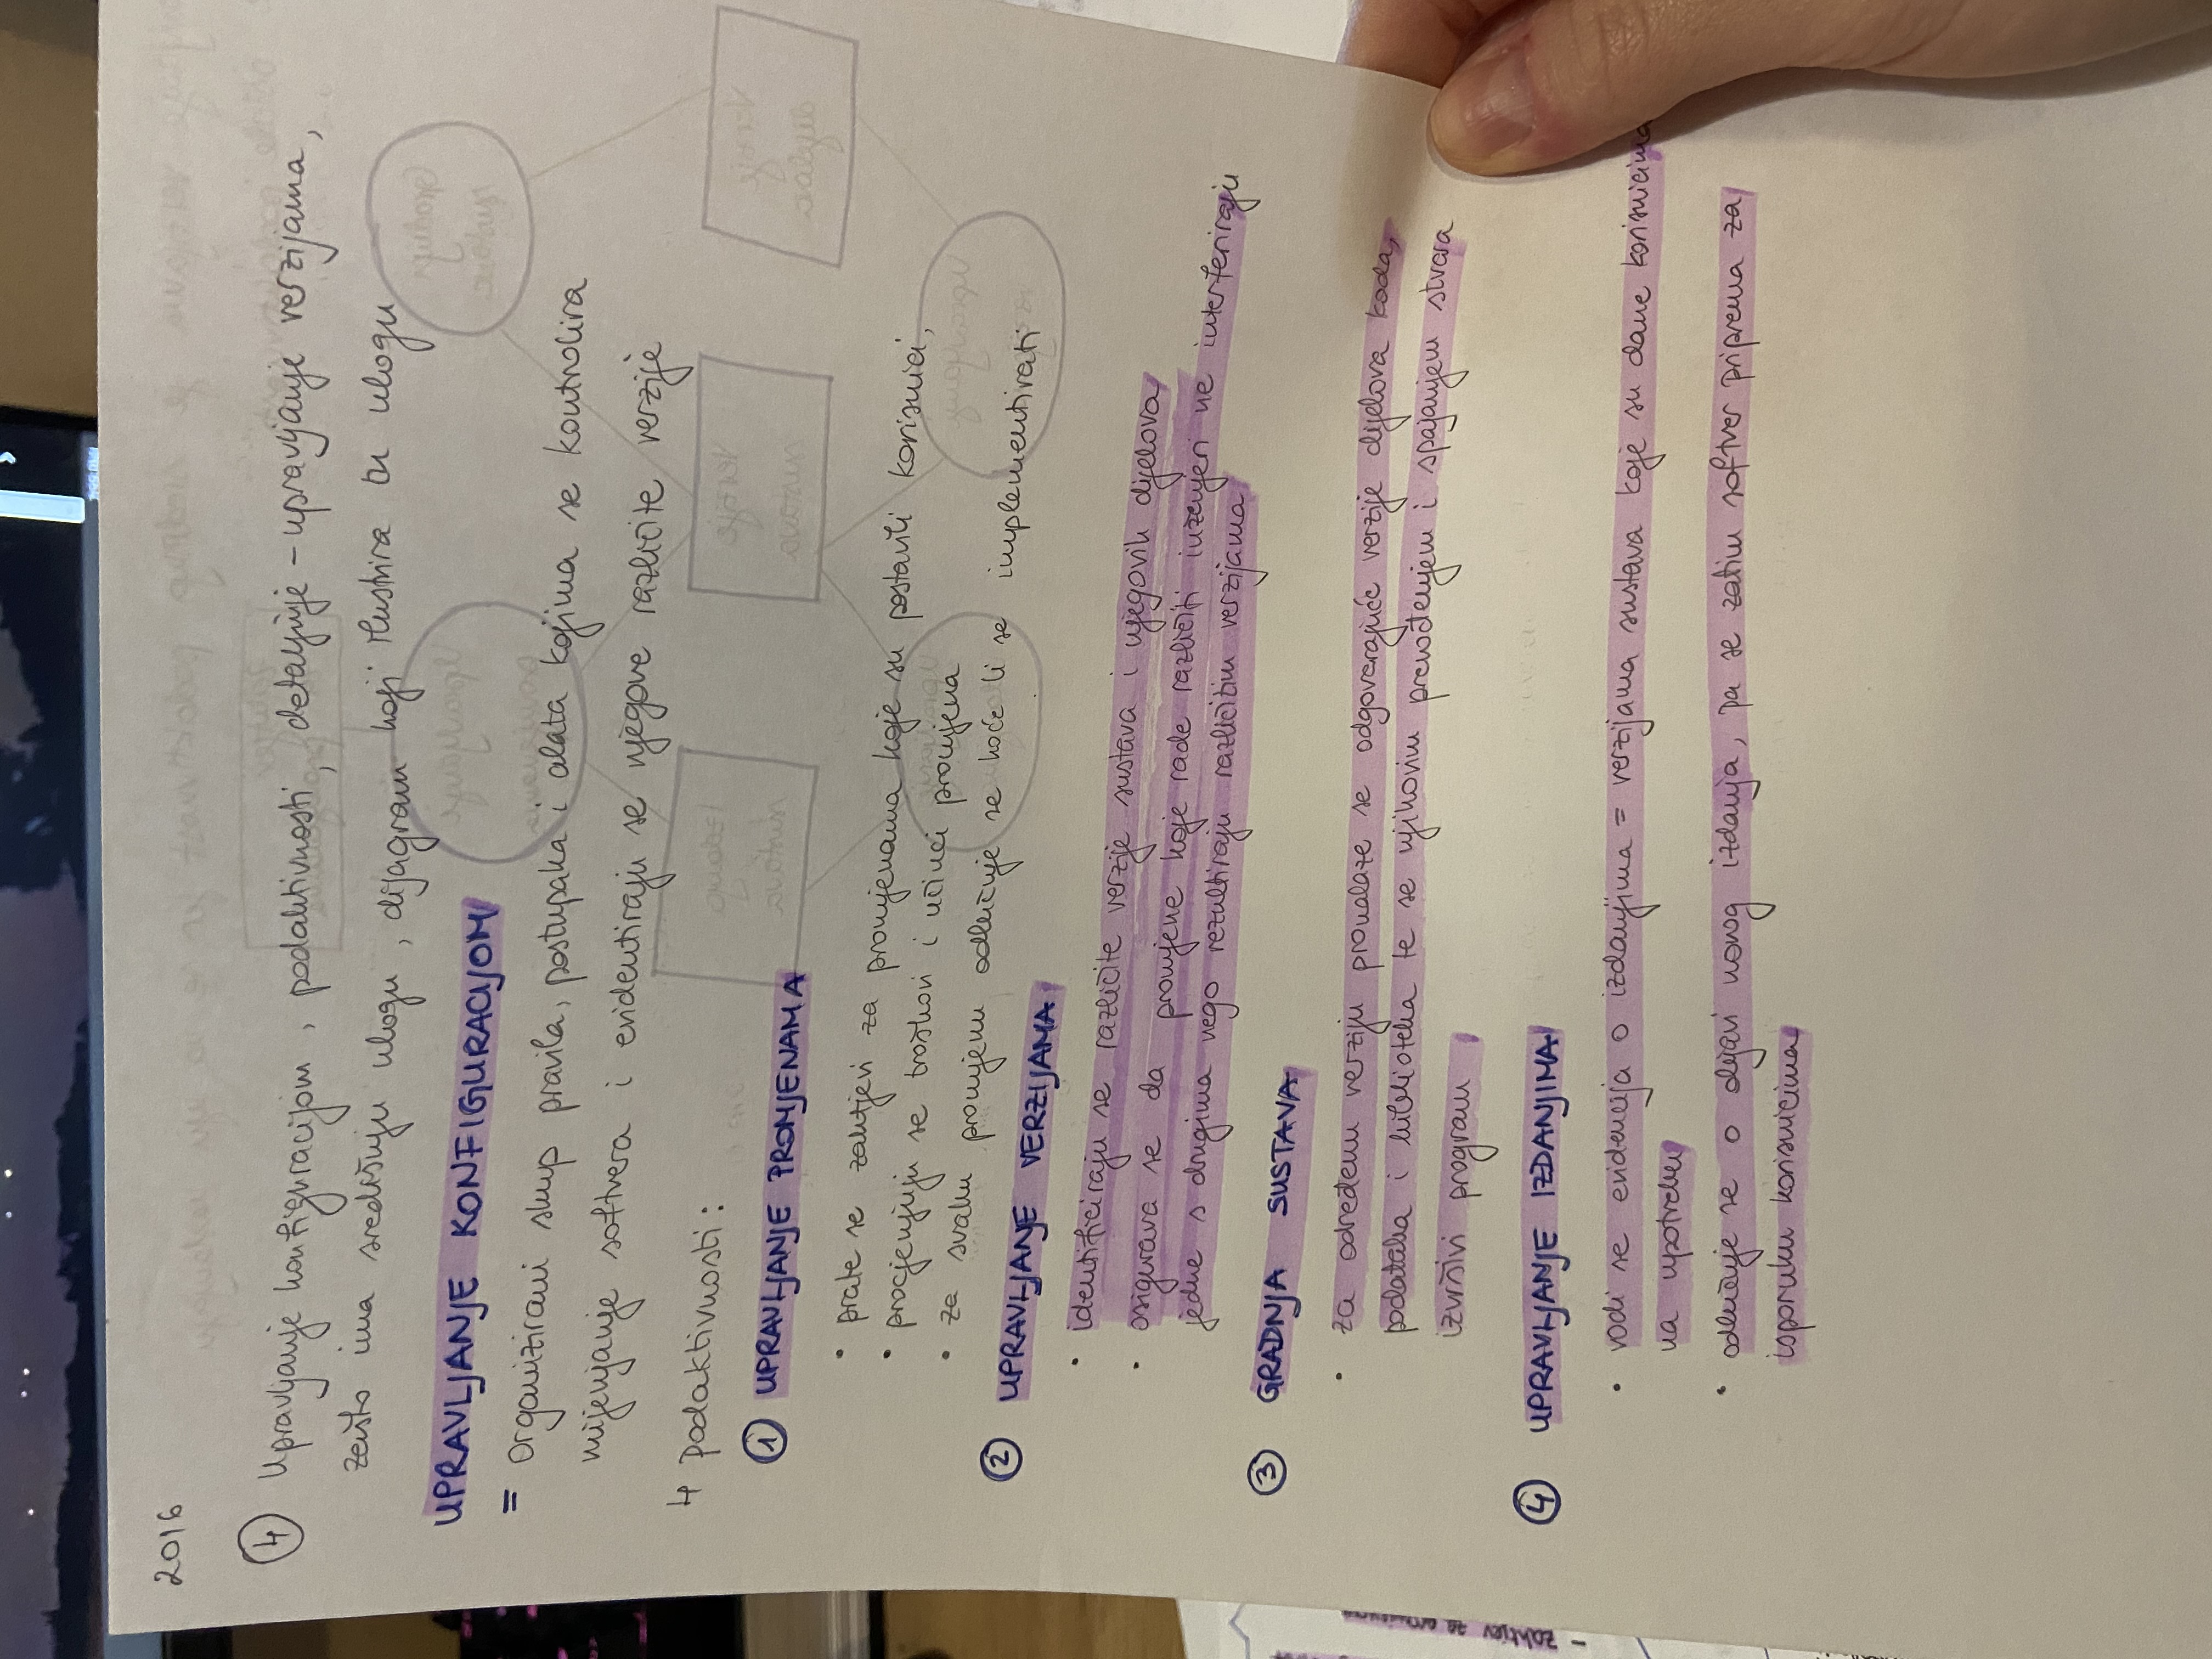 2016
4 Upravljanje konfiguracijom, podaktivnosti, detaljnije - upravljanje verzijama,
zašto ima središnju ulogu, dijagram koji ilustrira tu ulogu
UPRAVLJANJE KONFIGURACIJOM
= organizirani skup pravila, postupaka i alata kojima se kontrolira
mijenjanje softvera i evidentiraju se njegove različite verzije
4 podaktivnosti:
1 UPRAVLJANJE PROMJENAMA
• prate se zahtjevi za promjenama koje su postavili korisnici,
• procjenjuju se troškovi i učinci promjena
• za svaku promjenu odlučuje se hoće li se implementirati
2 UPRAVLJANJE VERZIJAMA
• identificiraju se različite verzije sustava i njegovih dijelova
• osigurava se da promjene koje rade različiti inženjeri ne interferiraju
jedne s drugima nego rezultiraju različitim verzijama
3 GRADNJA SUSTAVA
• za određenu verziju pronalaze se odgovarajuće verzije dijelova koda,
podataka i biblioteka te se njihovim prevođenjem i spajanjem stvara
izvršivi program
4 UPRAVLJANJE IZDANJIMA
• vodi se evidencija o izdanjima = verzijama sustava koje su dane korisnicima
na upotrebu
• odlučuje se o objavi novog izdanja, pa se zatim softver priprema za
isporuku korisnicima
- zahtjev za